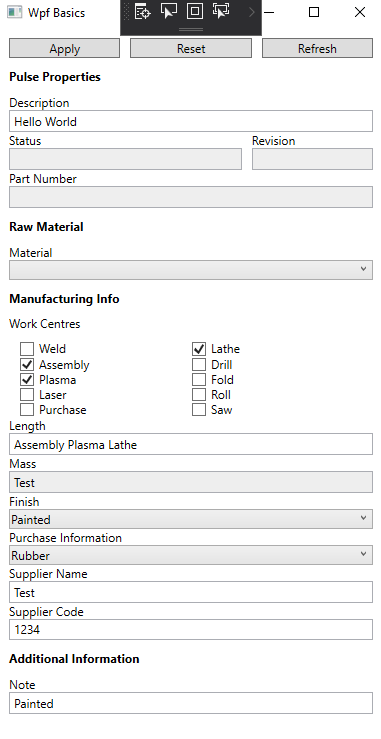 Wpf Basics
Apply Reset Refresh
Pulse Properties
Description
Hello World
Status Revision
Part Number
Raw Material
Material
Manufacturing Info
Work Centres
Weld Lathe
Assembly Drill
Plasma Fold
Laser Roll
Purchase Saw
Length
Assembly Plasma Lathe
Mass
Test
Finish
Painted
Purchase Information
Rubber
Supplier Name
Test
Supplier Code
1234
Additional Information
Note
Painted